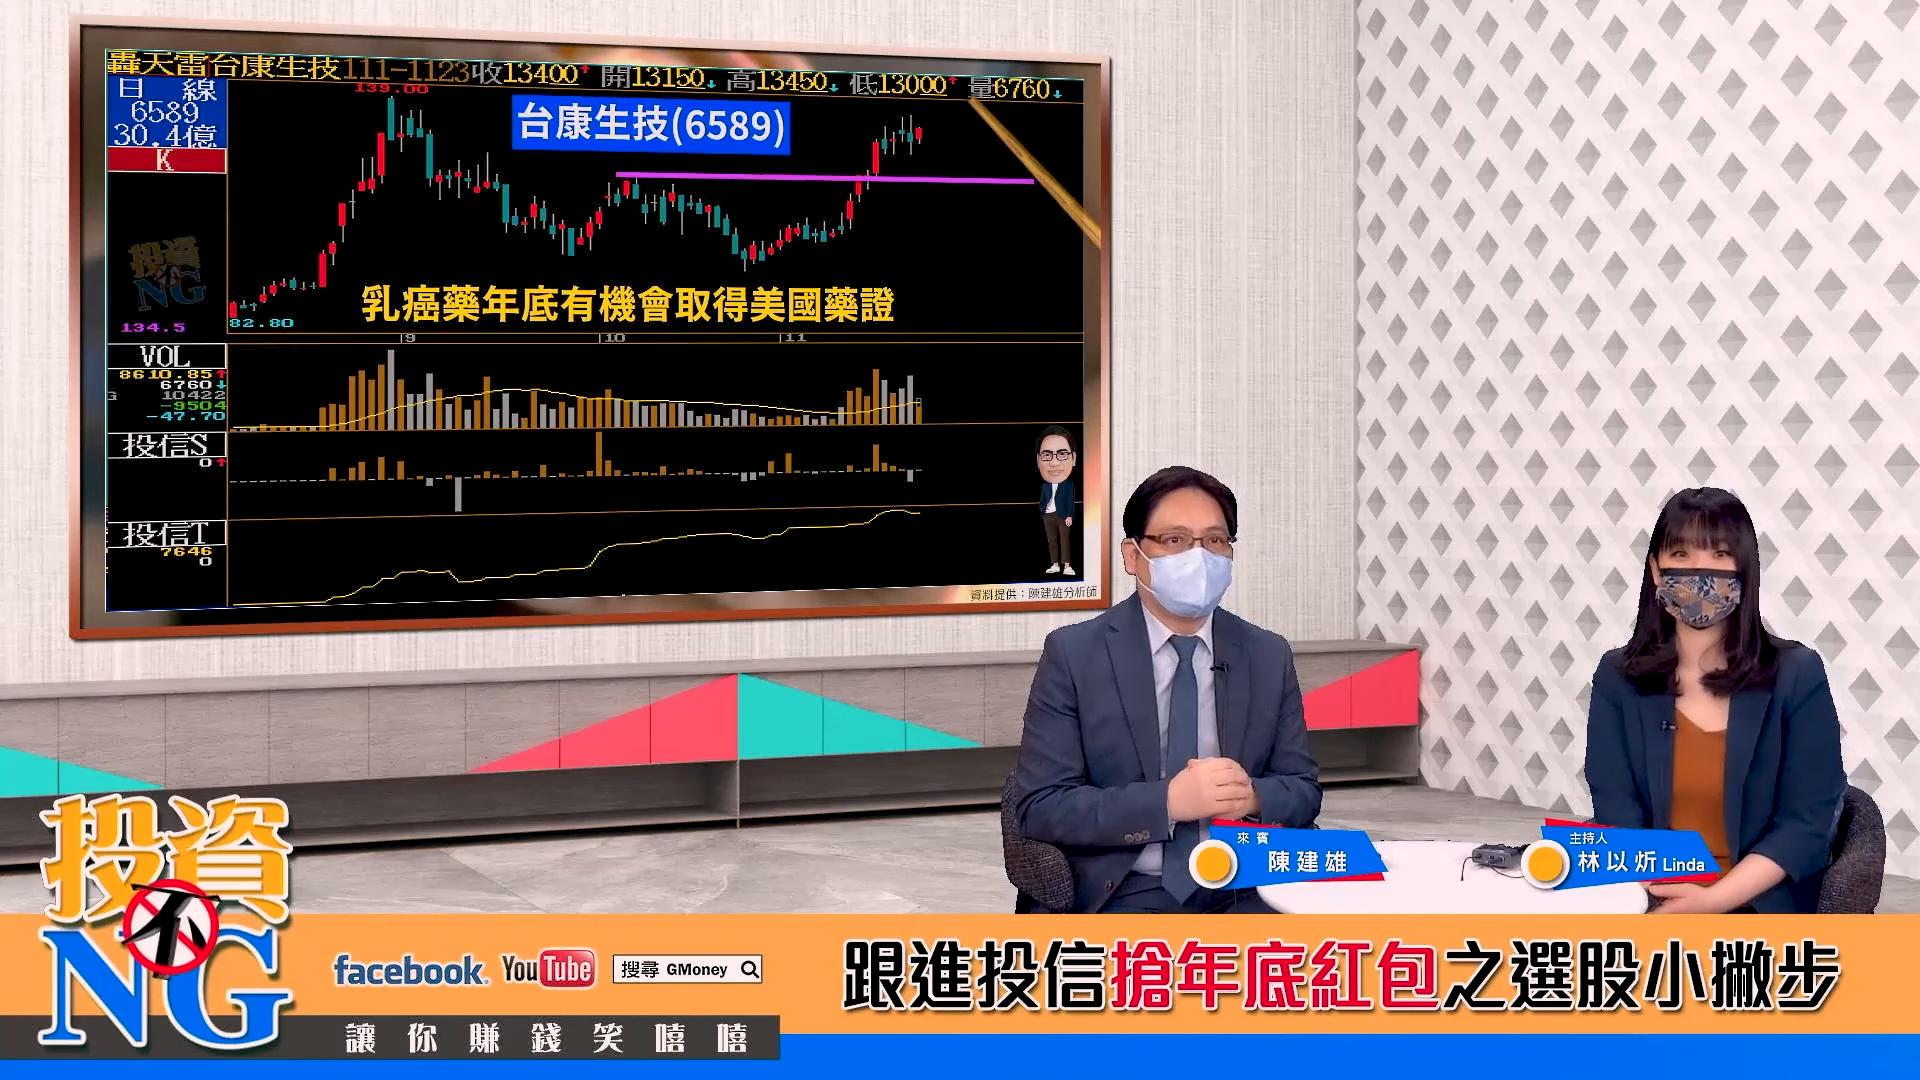 轟天雷台康生技111-1123收13400↑ 開13150↓ 高13450↓ 低13000↑ 量6760↓
日 線
6589
30.4億
K
139.00
台康生技(6589)
投資
不
NG
乳癌藥年底有機會取得美國藥證
134.5
82.80
9
10
11
VOL
8610.85↑
6760↓
10422
-9504
-47.70
投信S
0↑
投信T
7646
0
資料提供：陳建雄分析師
來賓
陳建雄
主持人
林以炘 Linda
投資
不
NG
facebook
YouTube
搜尋 GMoney
跟進投信搶年底紅包之選股小撇步
讓你賺錢笑嘻嘻